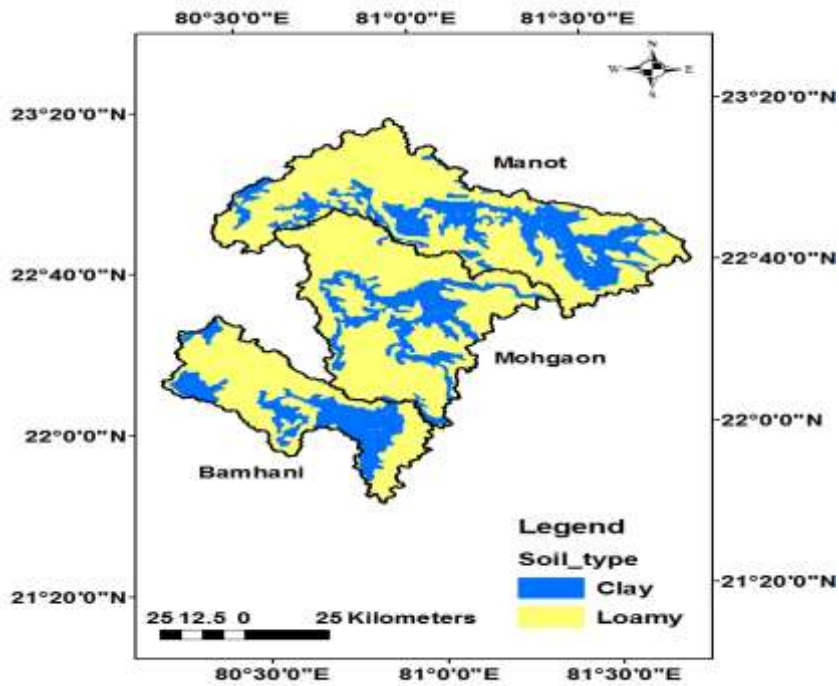 80°30'0"E 81°0'0"E 81°30'0"E
N
W E
S
23°20'0"N 23°20'0"N
Manot
22°40'0"N 22°40'0"N
Mohgaon
22°0'0"N 22°0'0"N
Bamhani
Legend
Soil_type
Clay
21°20'0"N 21°20'0"N
Loamy
25 12.5 0 25 Kilometers
80°30'0"E 81°0'0"E 81°30'0"E